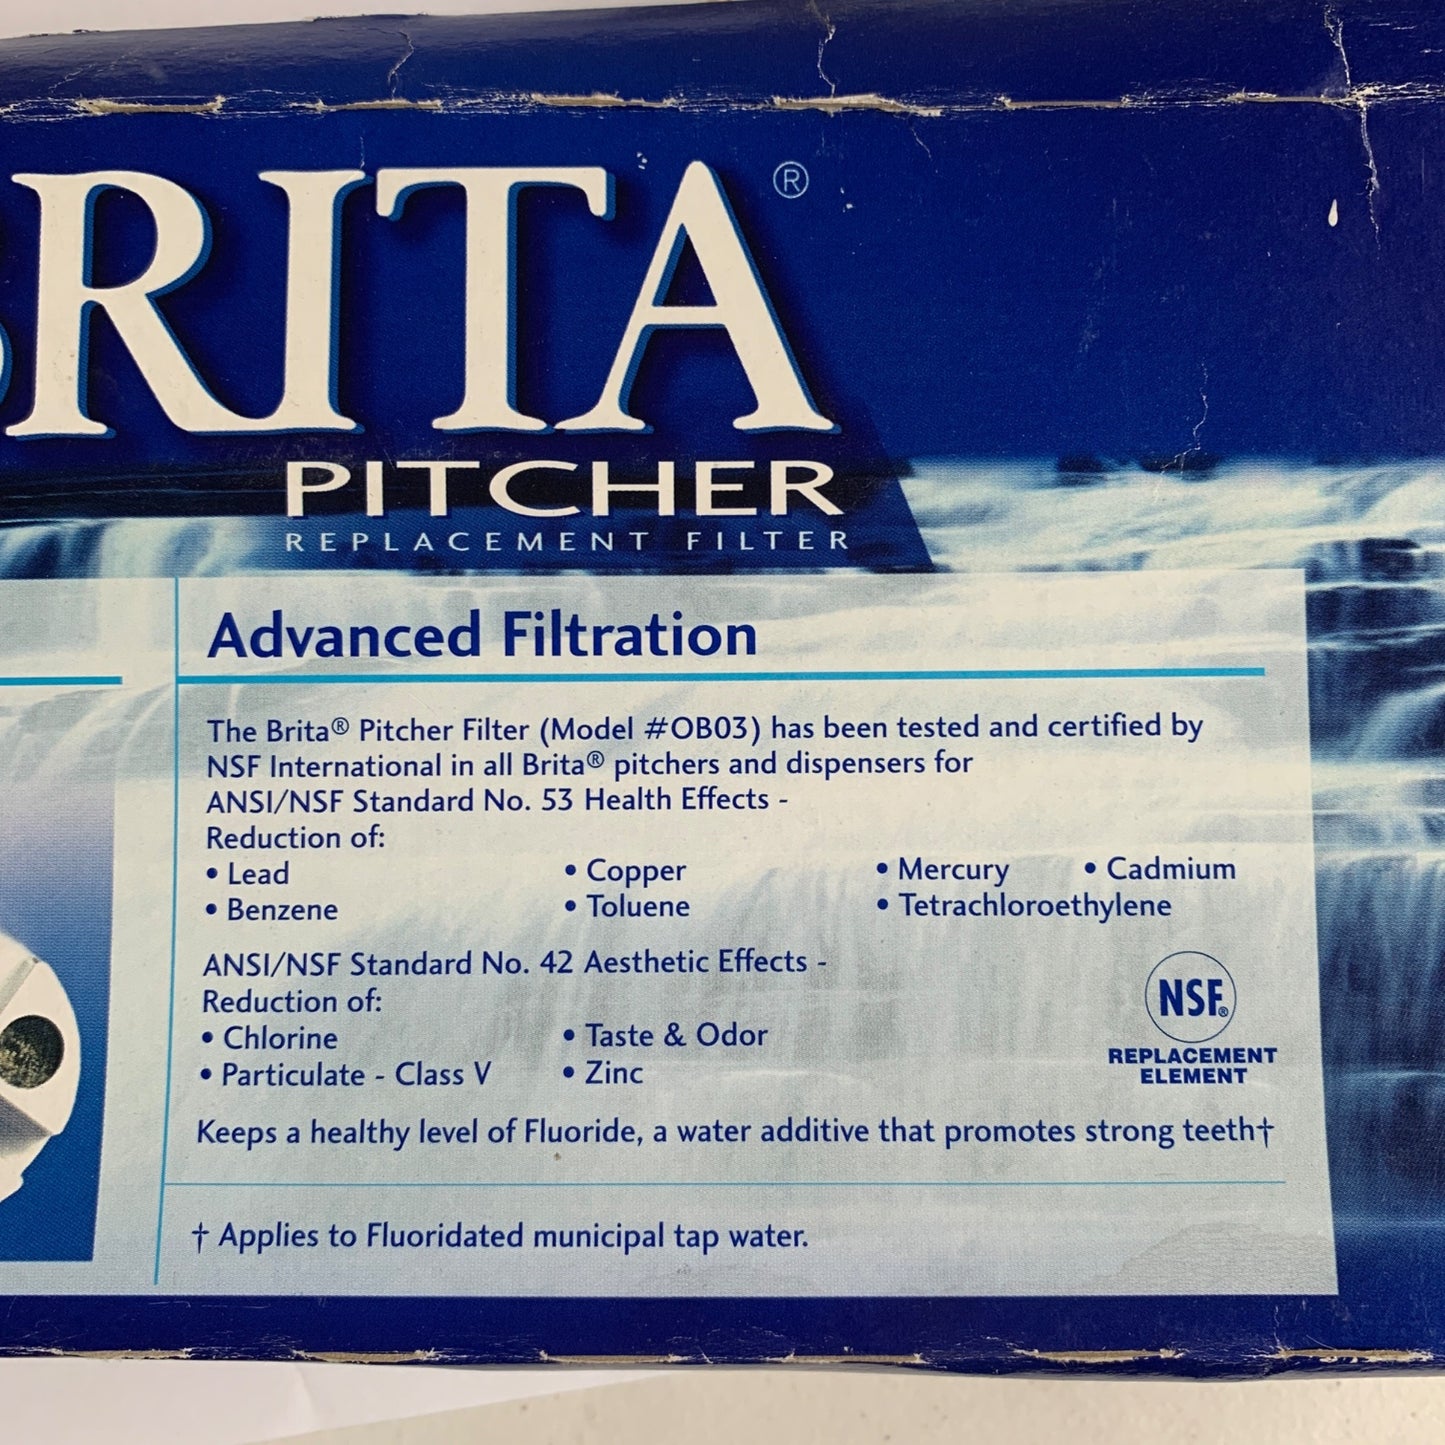 BRITA®
PITCHER
REPLACEMENT FILTER
Advanced Filtration
The Brita® Pitcher Filter (Model #OB03) has been tested and certified by
NSF International in all Brita® pitchers and dispensers for
ANSI/NSF Standard No. 53 Health Effects -
Reduction of:
• Lead • Copper • Mercury • Cadmium
• Benzene • Toluene • Tetrachloroethylene
ANSI/NSF Standard No. 42 Aesthetic Effects -
Reduction of:
• Chlorine • Taste & Odor
• Particulate - Class V • Zinc
NSF®
REPLACEMENT
ELEMENT
Keeps a healthy level of Fluoride, a water additive that promotes strong teeth†
† Applies to Fluoridated municipal tap water.